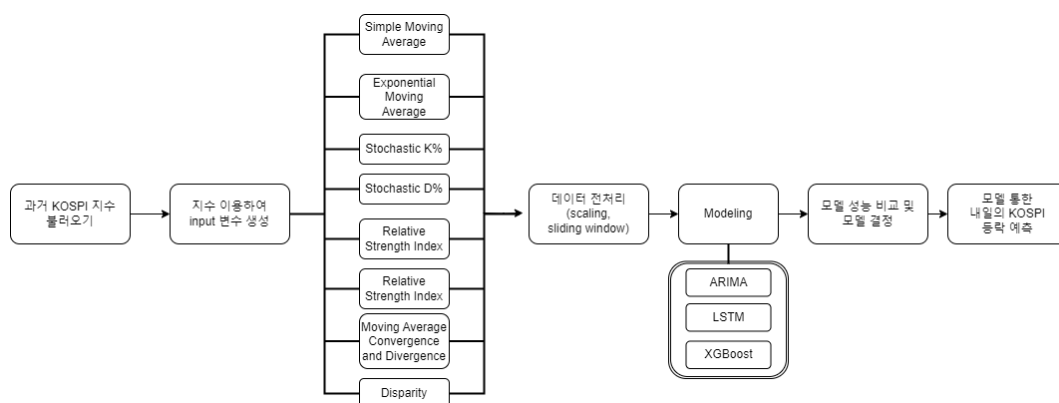 과거 KOSPI 지수
불러오기
지수 이용하여
input 변수 생성
Simple Moving
Average
Exponential
Moving
Average
Stochastic K%
Stochastic D%
Relative
Strength Index
Relative
Strength Index
Moving Average
Convergence
and Divergence
Disparity
데이터 전처리
(scaling,
sliding window)
Modeling
ARIMA
LSTM
XGBoost
모델 성능 비교 및
모델 결정
모델 통한
내일의 KOSPI
등락 예측